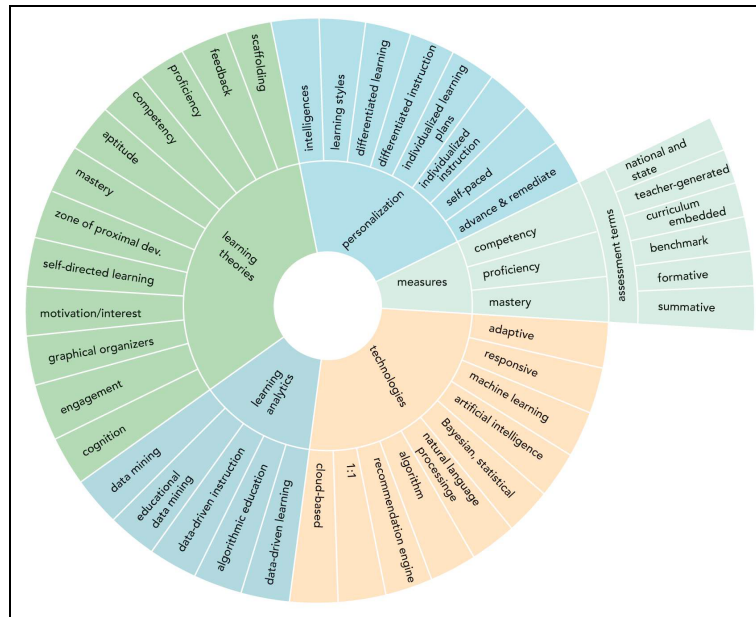 learning
theories
scaffolding
feedback
proficiency
competency
aptitude
mastery
zone of proximal dev.
self-directed learning
motivation/interest
graphical organizers
engagement
cognition
personalization
intelligences
learning styles
differentiated learning
differentiated instruction
individualized learning
plans
individualized
instruction
self-paced
advance & remediate
measures
competency
proficiency
mastery
assessment terms
national and
state
teacher-generated
curriculum
embedded
benchmark
formative
summative
technologies
adaptive
responsive
machine learning
artificial intelligence
Bayesian, statistical
natural language
processinge
algorithm
recommendation engine
1:1
cloud-based
learning
analytics
data mining
educational
data mining
data-driven instruction
algorithmic education
data-driven learning